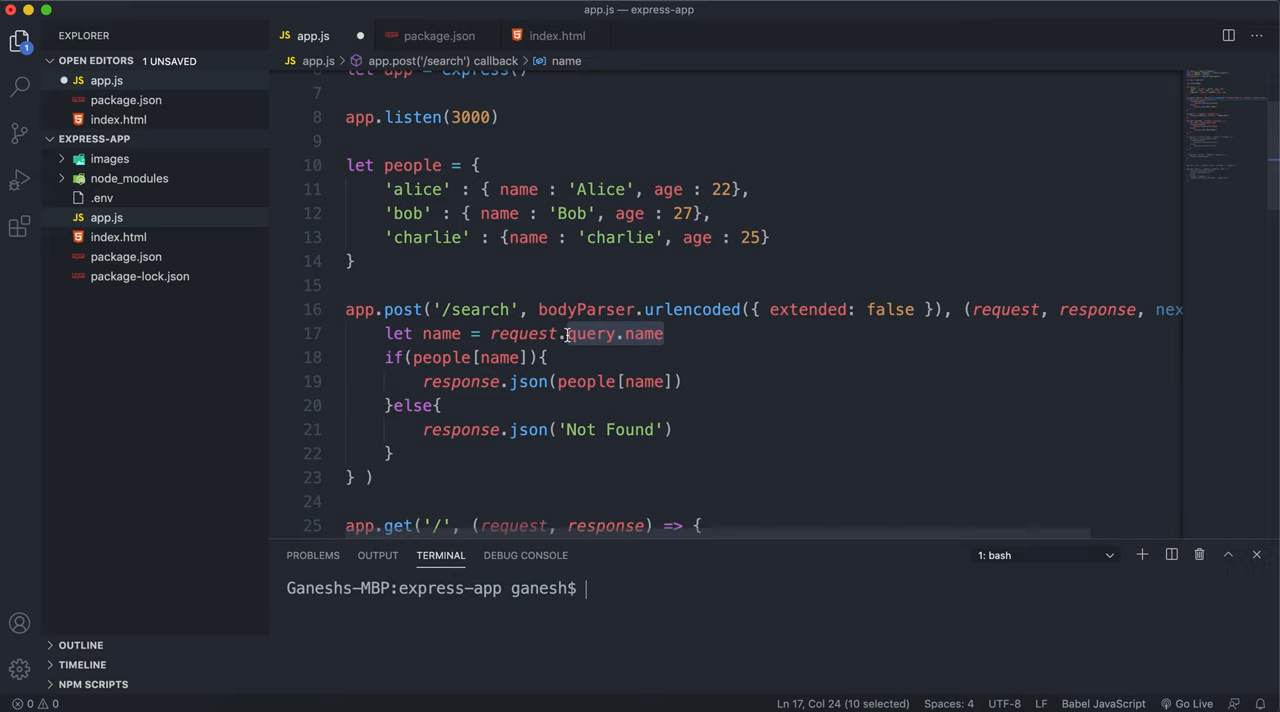 app.js — express-app
EXPLORER
app.js
package.json
index.html
OPEN EDITORS 1 UNSAVED
app.js
package.json
index.html
EXPRESS-APP
images
node_modules
.env
app.js
index.html
package.json
package-lock.json
OUTLINE
TIMELINE
NPM SCRIPTS
1
app.js > app.post('/search') callback > name
6 let app = express()
7
8 app.listen(3000)
9
10 let people = {
11 'alice' : { name : 'Alice', age : 22},
12 'bob' : { name : 'Bob', age : 27},
13 'charlie' : {name : 'charlie', age : 25}
14 }
15
16 app.post('/search', bodyParser.urlencoded({ extended: false }), (request, response, nex
17 let name = request.query.name
18 if(people[name]){
19 response.json(people[name])
20 }else{
21 response.json('Not Found')
22 }
23 } )
24
25 app.get('/', (request, response) => {
PROBLEMS OUTPUT TERMINAL DEBUG CONSOLE 1: bash
Ganeshs-MBP:express-app ganesh$
0 0 Ln 17, Col 24 (10 selected) Spaces: 4 UTF-8 LF Babel JavaScript Go Live